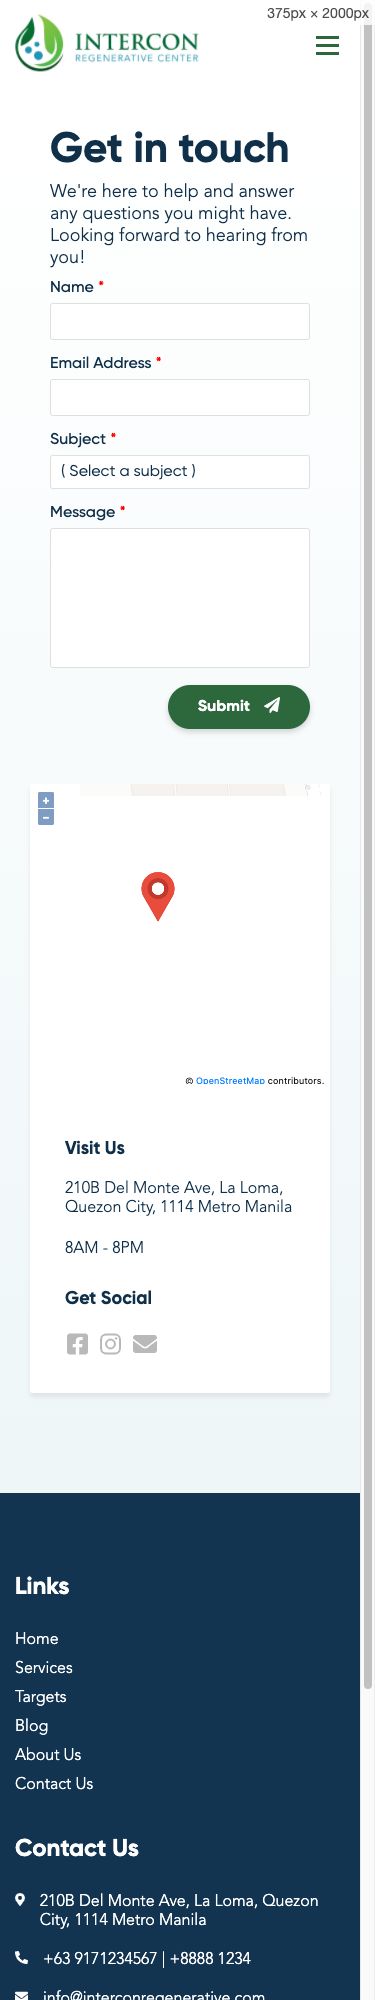 375px × 2000px
INTERCON
REGENERATIVE CENTER
Get in touch
We're here to help and answer
any questions you might have.
Looking forward to hearing from
you!
Name *
Email Address *
Subject *
( Select a subject )
Message *
Submit
+
−
© OpenStreetMap contributors.
Visit Us
210B Del Monte Ave, La Loma,
Quezon City, 1114 Metro Manila
8AM - 8PM
Get Social
Links
Home
Services
Targets
Blog
About Us
Contact Us
Contact Us
210B Del Monte Ave, La Loma, Quezon
City, 1114 Metro Manila
+63 9171234567 | +8888 1234
info@interconregenerative.com